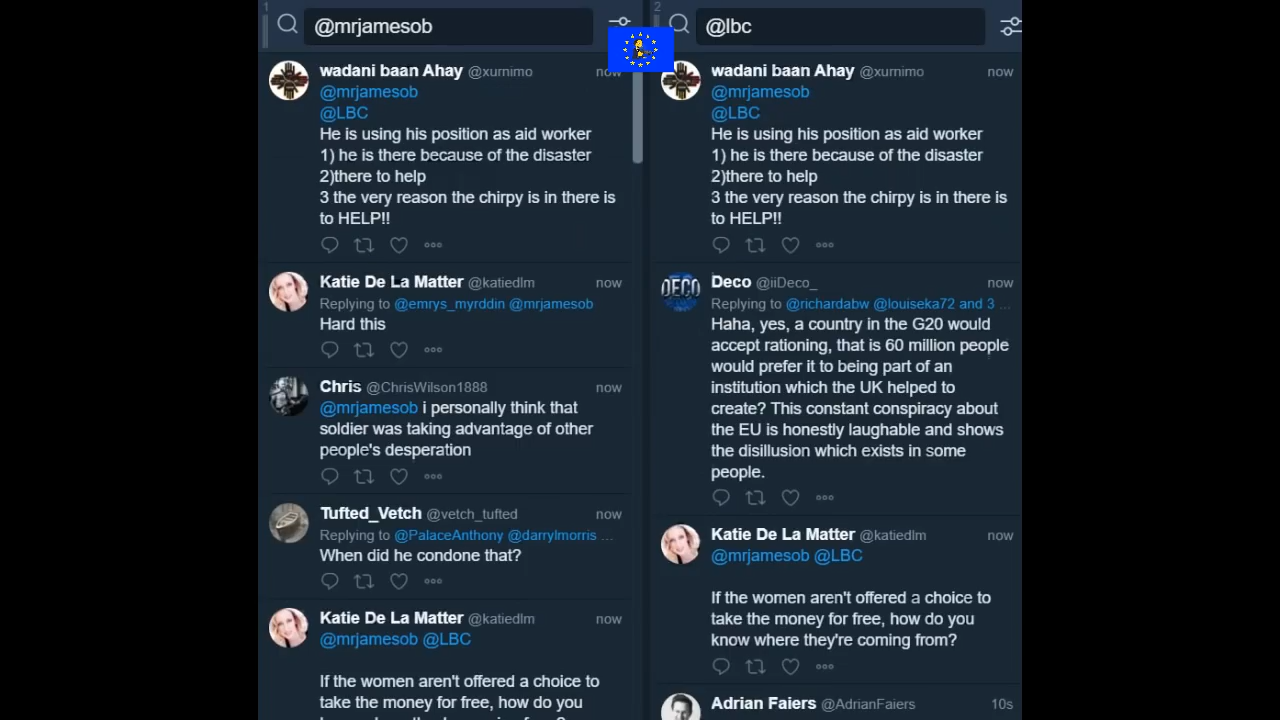 1
@mrjamesob
wadani baan Ahay @xurnimo now
@mrjamesob
@LBC
He is using his position as aid worker
1) he is there because of the disaster
2)there to help
3 the very reason the chirpy is in there is
to HELP!!
Katie De La Matter @katiedlm now
Replying to @emrys_myrddin @mrjamesob
Hard this
Chris @ChrisWilson1888 now
@mrjamesob i personally think that
soldier was taking advantage of other
people's desperation
Tufted_Vetch @vetch_tufted now
Replying to @PalaceAnthony @darrylmorris ...
When did he condone that?
Katie De La Matter @katiedlm now
@mrjamesob @LBC
If the women aren't offered a choice to
take the money for free, how do you
2
@lbc
wadani baan Ahay @xurnimo now
@mrjamesob
@LBC
He is using his position as aid worker
1) he is there because of the disaster
2)there to help
3 the very reason the chirpy is in there is
to HELP!!
DECO
Deco @iiDeco_ now
Replying to @richardabw @louiseka72 and 3 ...
Haha, yes, a country in the G20 would
accept rationing, that is 60 million people
would prefer it to being part of an
institution which the UK helped to
create? This constant conspiracy about
the EU is honestly laughable and shows
the disillusion which exists in some
people.
Katie De La Matter @katiedlm now
@mrjamesob @LBC
If the women aren't offered a choice to
take the money for free, how do you
know where they're coming from?
Adrian Faiers @AdrianFaiers 10s